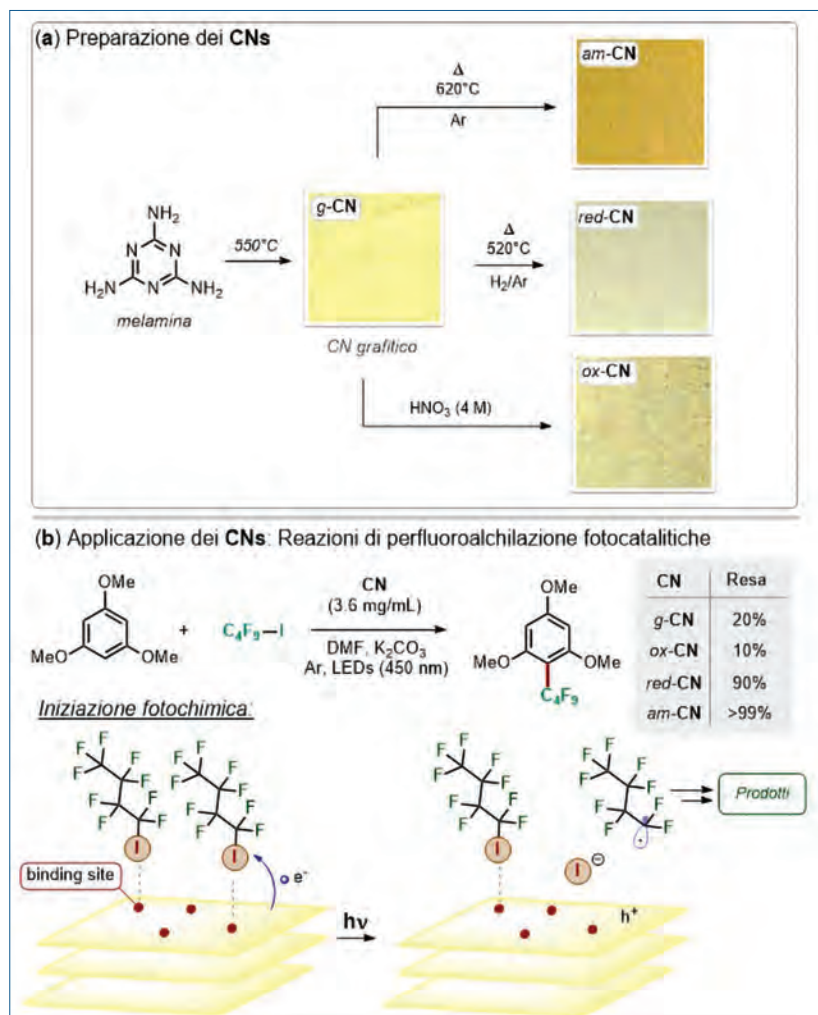 (a) Preparazione dei CNs
Δ
620°C
Ar
am-CN
NH₂
N
N
H₂N
N
NH₂
melamina
550°C
g-CN
CN grafitico
Δ
520°C
H₂/Ar
red-CN
HNO₃ (4 M)
ox-CN
(b) Applicazione dei CNs: Reazioni di perfluoroalchilazione fotocatalitiche
OMe
MeO
OMe
+
C₄F₉–I
CN
(3.6 mg/mL)
DMF, K₂CO₃
Ar, LEDs (450 nm)
OMe
MeO
OMe
C₄F₉
CN Resa
g-CN 20%
ox-CN 10%
red-CN 90%
am-CN >99%
Iniziazione fotochimica:
F F F F F F F F F
I
F F F F F F F F F
I
e⁻
binding site
hν
F F F F F F F F F
I
I ⊖
F F F F F F F F F
h⁺
Prodotti